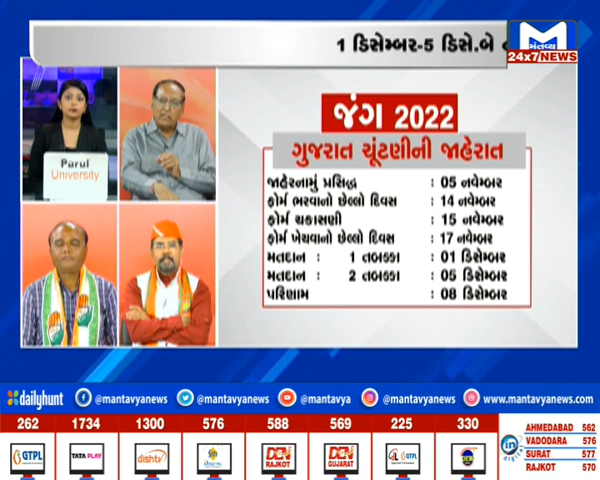 1 ડિસેમ્બર-5 ડિસે.બે
મંતવ્ય
24x7 NEWS
જંગ 2022
ગુજરાત ચૂંટણીની જાહેરાત
જાહેરનામું પ્રસિદ્ધ : 05 નવેમ્બર
ફોર્મ ભરવાનો છેલ્લો દિવસ : 14 નવેમ્બર
ફોર્મ ચકાસણી : 15 નવેમ્બર
ફોર્મ ખેચવાનો છેલ્લો દિવસ : 17 નવેમ્બર
મતદાન : 1 તબક્કા : 01 ડિસેમ્બર
મતદાન : 2 તબક્કા : 05 ડિસેમ્બર
પરિણામ : 08 ડિસેમ્બર
Parul
University
dailyhunt @mantavyanews @mantavyanews @mantavya @mantavyanews www.mantavyanews.com
262 1734 1300 576 588 569 225 330
GTPL TATA PLAY dishtv DEN RAJKOT DEN GUJARAT GTPL
in digital
AHMEDABAD 562
VADODARA 576
SURAT 577
RAJKOT 570